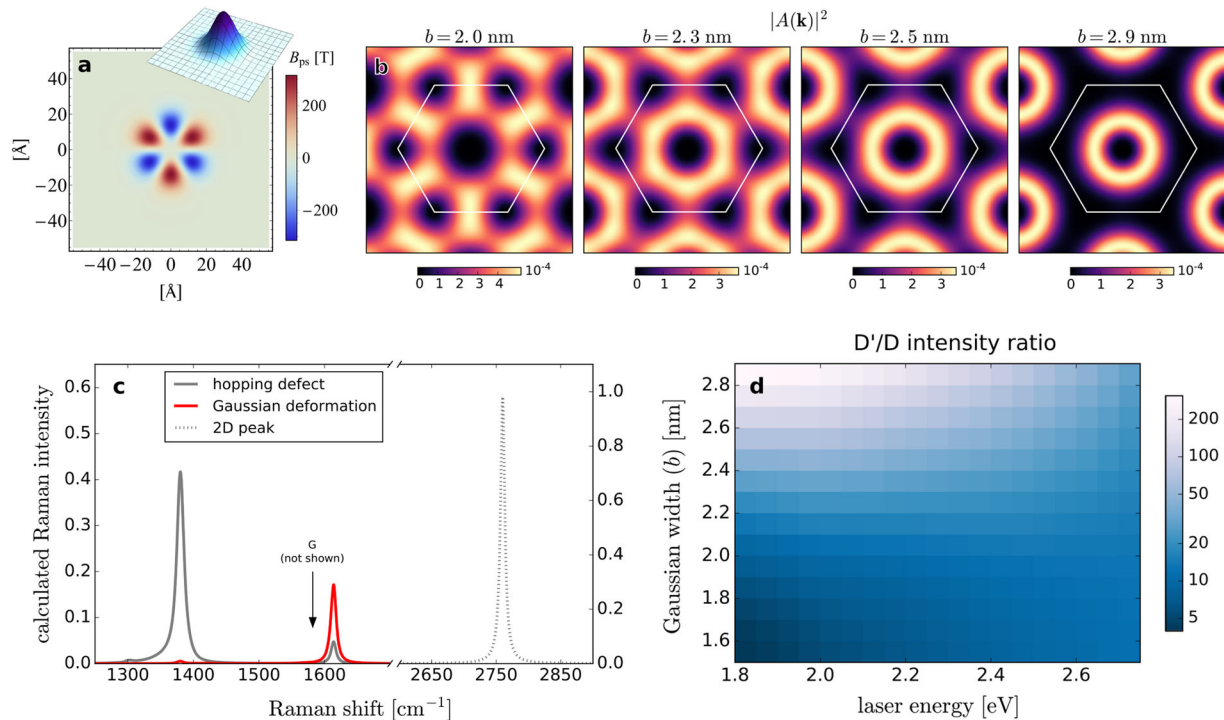 a
B_ps [T]
200
0
−200
40
20
0
−20
−40
[Å]
−40 −20 0 20 40
[Å]
|A(k)|²
b = 2.0 nm
b = 2.3 nm
b = 2.5 nm
b = 2.9 nm
b
0 1 2 3 4 10⁻⁴
0 1 2 3 10⁻⁴
0 1 2 3 10⁻⁴
0 1 2 3 10⁻⁴
c
hopping defect
Gaussian deformation
2D peak
G
(not shown)
calculated Raman intensity
0.6
0.5
0.4
0.3
0.2
0.1
0.0
1.0
0.8
0.6
0.4
0.2
0.0
1300 1400 1500 1600 2650 2750 2850
Raman shift [cm⁻¹]
D'/D intensity ratio
d
Gaussian width (b) [nm]
2.8
2.6
2.4
2.2
2.0
1.8
1.6
1.8 2.0 2.2 2.4 2.6
laser energy [eV]
200
100
50
20
10
5